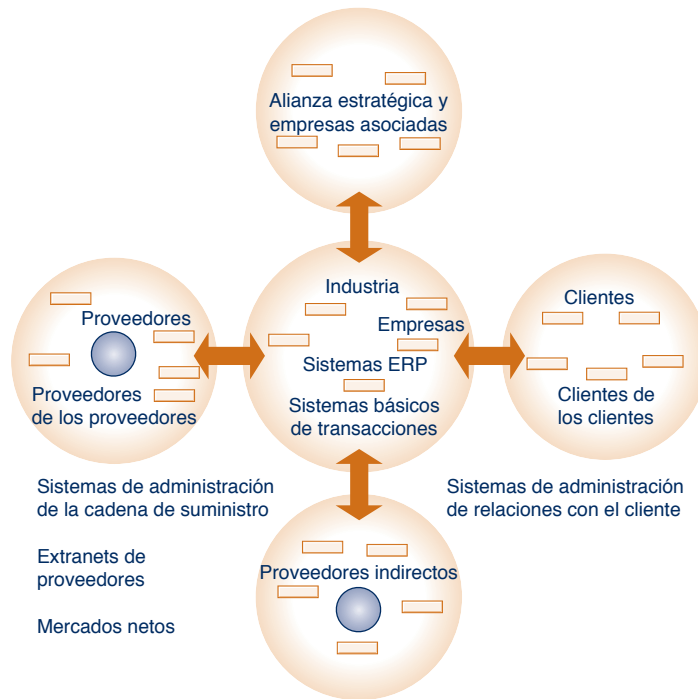 Alianza estratégica y
empresas asociadas
Industria
Empresas
Sistemas ERP
Sistemas básicos
de transacciones
Proveedores
Proveedores
de los proveedores
Clientes
Clientes de
los clientes
Sistemas de administración
de la cadena de suministro
Extranets de
proveedores
Mercados netos
Sistemas de administración
de relaciones con el cliente
Proveedores indirectos